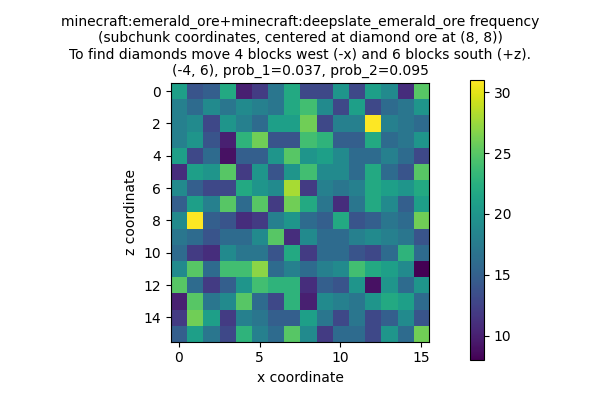 minecraft:emerald_ore+minecraft:deepslate_emerald_ore frequency
(subchunk coordinates, centered at diamond ore at (8, 8))
To find diamonds move 4 blocks west (-x) and 6 blocks south (+z).
(-4, 6), prob_1=0.037, prob_2=0.095
0
2
4
6
8
10
12
14
z coordinate
0
5
10
15
x coordinate
30
25
20
15
10